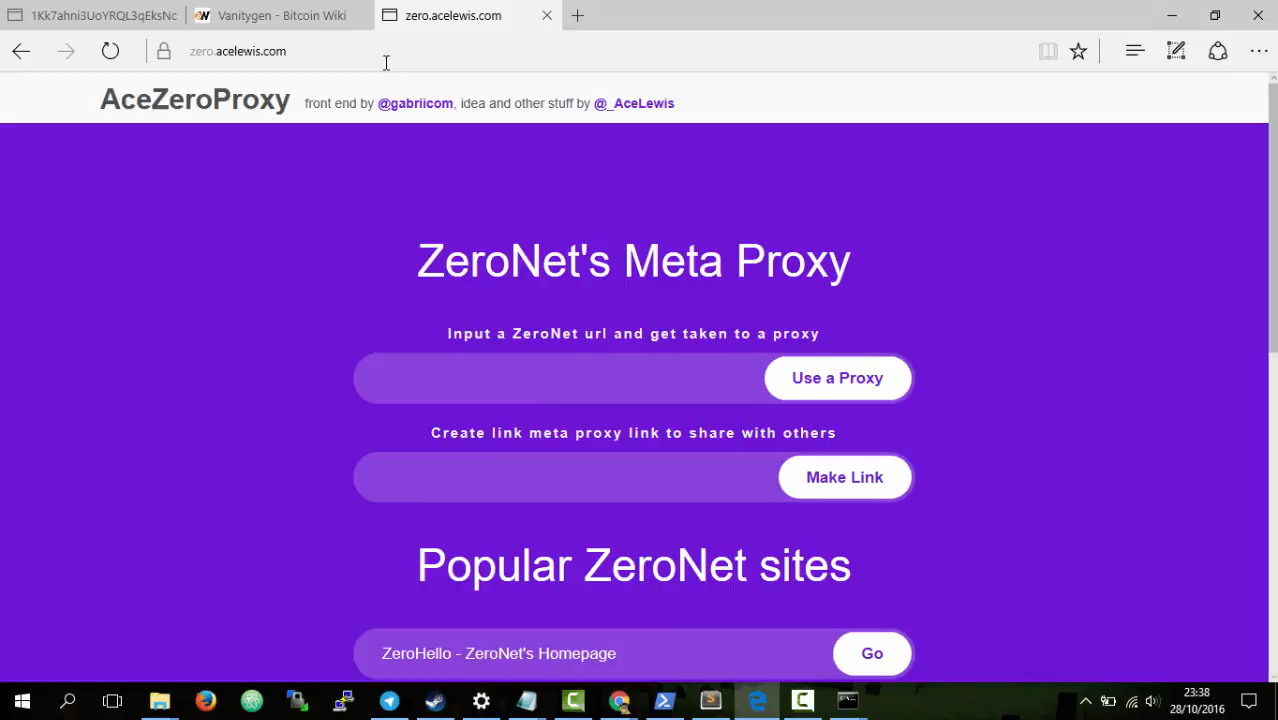 1Kk7ahni3UoYRQL3qEksNc
Vanitygen - Bitcoin Wiki
zero.acelewis.com
zero.acelewis.com
AceZeroProxy front end by @gabriicom, idea and other stuff by @_AceLewis
ZeroNet's Meta Proxy
Input a ZeroNet url and get taken to a proxy
Use a Proxy
Create link meta proxy link to share with others
Make Link
Popular ZeroNet sites
ZeroHello - ZeroNet's Homepage
Go
23:38
28/10/2016